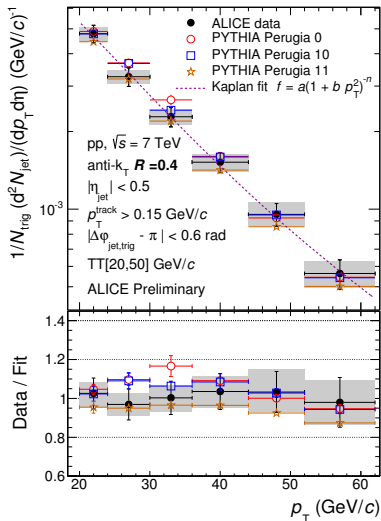 1/N_trig (d²N_jet)/(dp_T dη) (GeV/c)⁻¹
ALICE data
PYTHIA Perugia 0
PYTHIA Perugia 10
PYTHIA Perugia 11
Kaplan fit f = a(1 + b p_T²)⁻ⁿ
pp, √s = 7 TeV
anti-k_T R = 0.4
|η_jet| < 0.5
p_T^track > 0.15 GeV/c
|Δφ_jet,trig - π| < 0.6 rad
TT[20,50] GeV/c
ALICE Preliminary
10⁻³
Data / Fit
1.4
1.2
1
0.8
0.6
20 30 40 50 60
p_T (GeV/c)